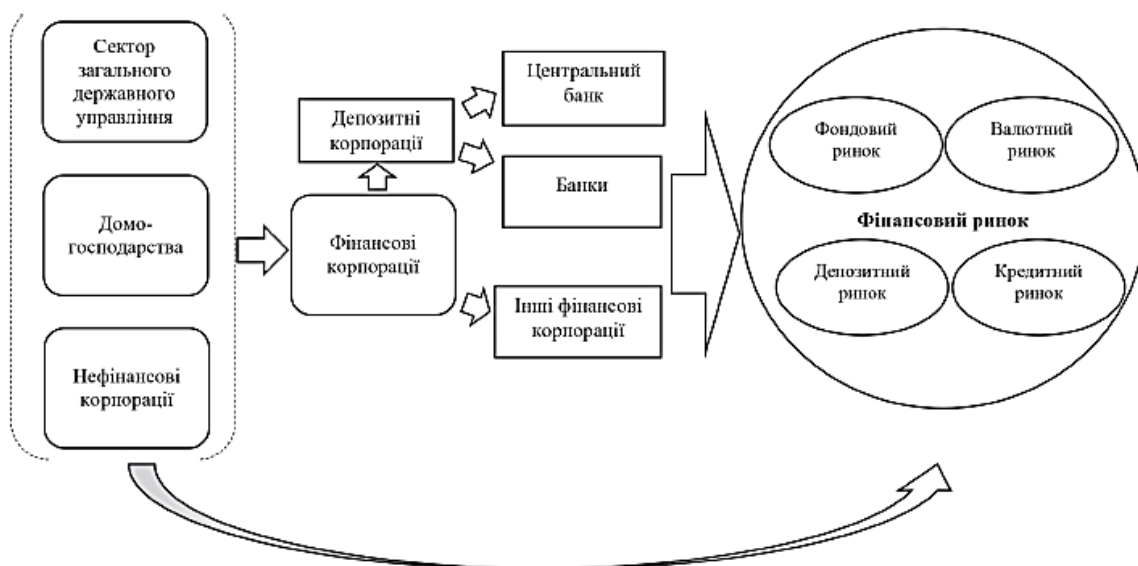 Сектор
загального
державного
управління
Домо-
господарства
Нефінансові
корпорації
Депозитні
корпорації
Фінансові
корпорації
Центральний
банк
Банки
Інші фінансові
корпорації
Фондовий
ринок
Валютний
ринок
Фінансовий ринок
Депозитний
ринок
Кредитний
ринок